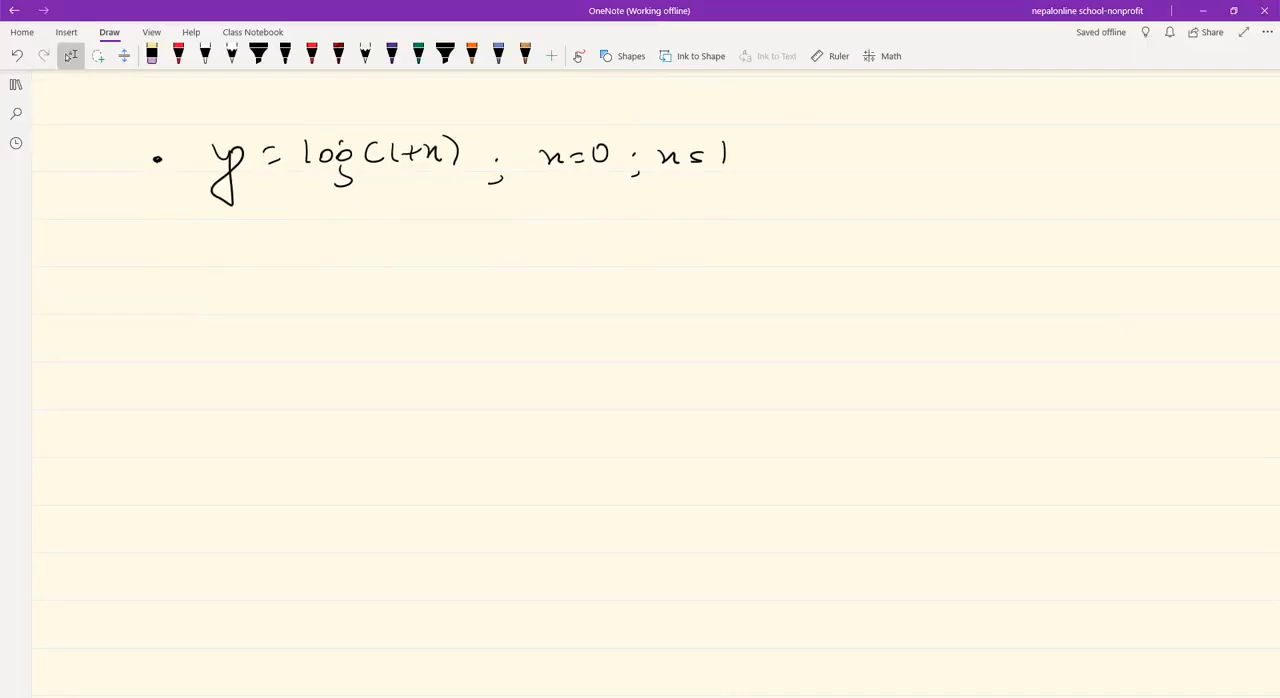 OneNote (Working offline)
nepalonline school-nonprofit
Home Insert Draw View Help Class Notebook
Saved offline Share
Shapes Ink to Shape Ink to Text Ruler Math
• y = log(1+x) ; x=0 ; x=1